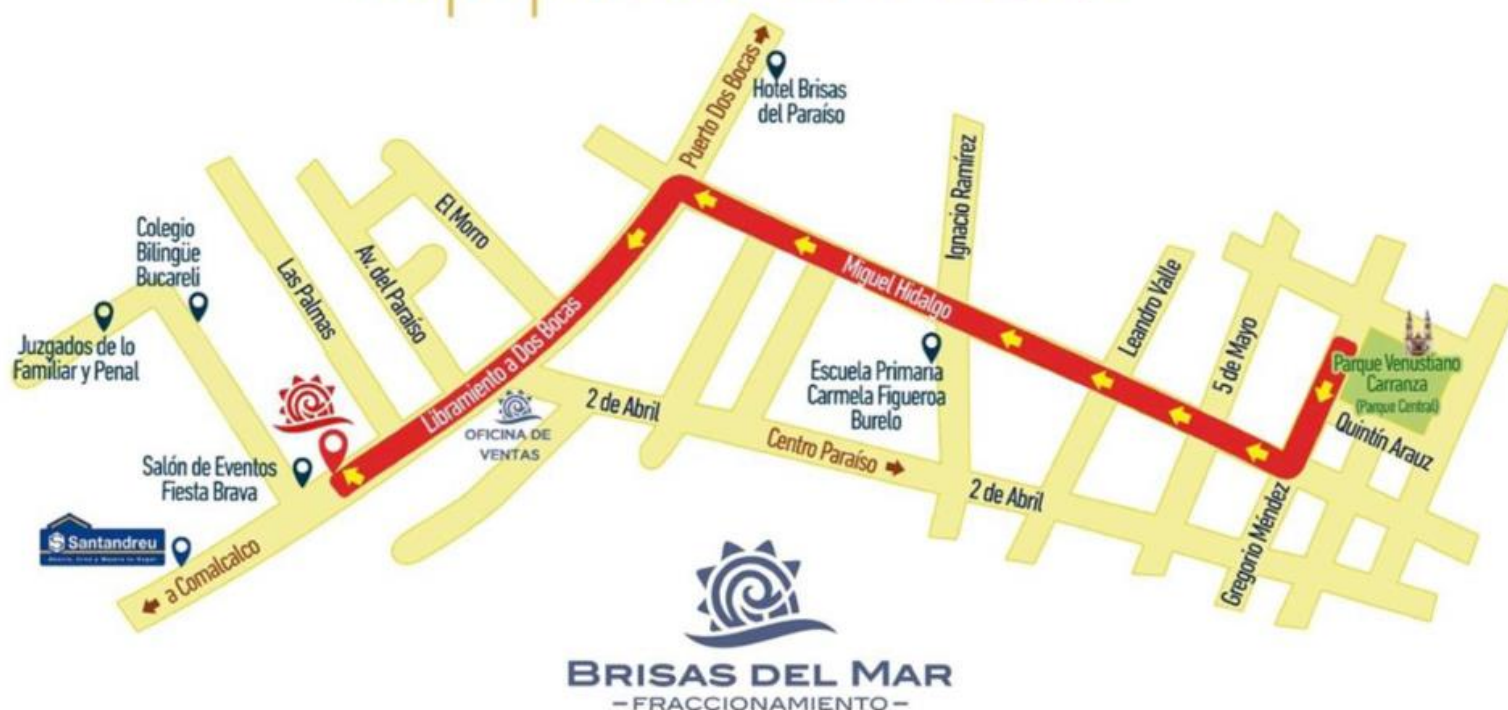 Puerto Dos Bocas
Hotel Brisas
del Paraíso
Ignacio Ramírez
El Morro
Colegio
Bilingüe
Bucareli
Las Palmas
Av. del Paraíso
Miguel Hidalgo
Leandro Valle
5 de Mayo
Juzgados de lo
Familiar y Penal
Libramiento a Dos Bocas
Escuela Primaria
Carmela Figueroa
Burelo
Parque Venustiano
Carranza
(Parque Central)
Quintín Arauz
2 de Abril
OFICINA DE
VENTAS
Centro Paraíso
Salón de Eventos
Fiesta Brava
2 de Abril
Gregorio Méndez
Santandreu
a Comalcalco
BRISAS DEL MAR
–FRACCIONAMIENTO–